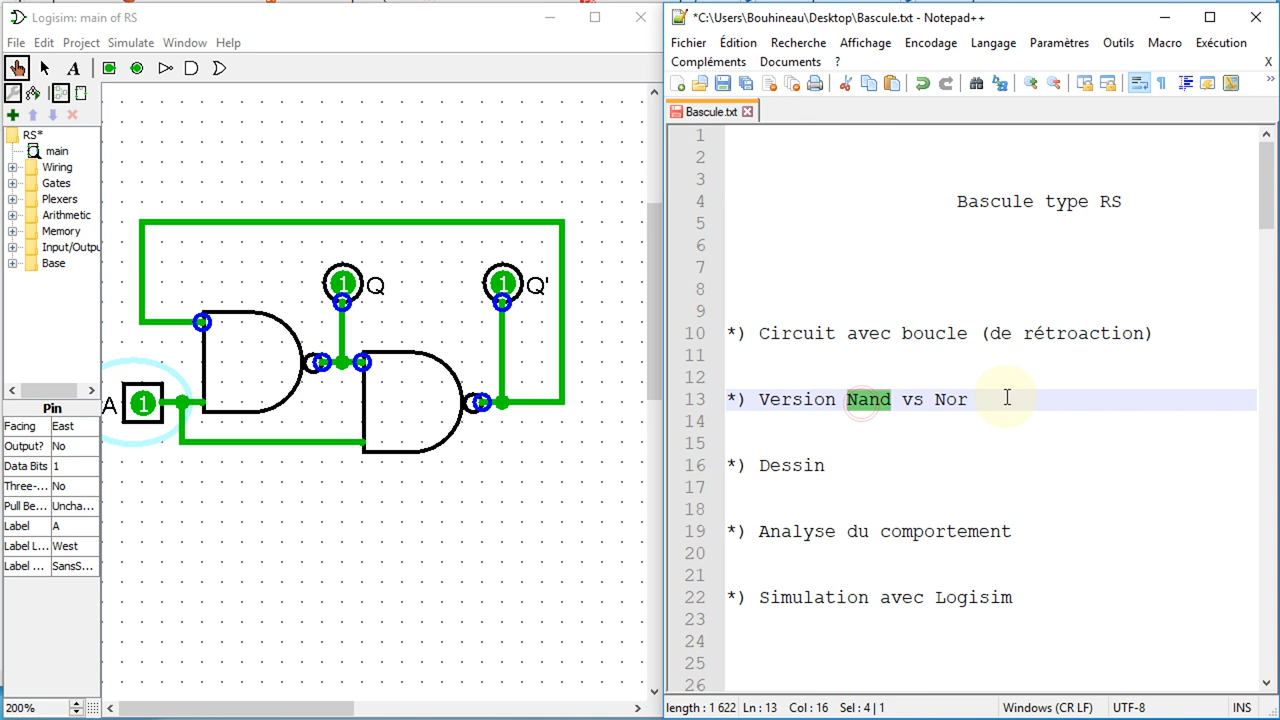 Logisim: main of RS
File Edit Project Simulate Window Help
A
RS*
main
Wiring
Gates
Plexers
Arithmetic
Memory
Input/Outpu
Base
Pin
Facing East
Output? No
Data Bits 1
Three-... No
Pull Be... Uncha...
Label A
Label L... West
Label ... SansS...
200%
1 Q
1 Q'
A 1
*C:\Users\Bouhineau\Desktop\Bascule.txt - Notepad++
Fichier Édition Recherche Affichage Encodage Langage Paramètres Outils Macro Exécution
Compléments Documents ? X
Bascule.txt
1
2
3
4 Bascule type RS
5
6
7
8
9
10 *) Circuit avec boucle (de rétroaction)
11
12
13 *) Version Nand vs Nor
14
15
16 *) Dessin
17
18
19 *) Analyse du comportement
20
21
22 *) Simulation avec Logisim
23
24
25
26
length : 1 622 Ln : 13 Col : 16 Sel : 4 | 1 Windows (CR LF) UTF-8 INS